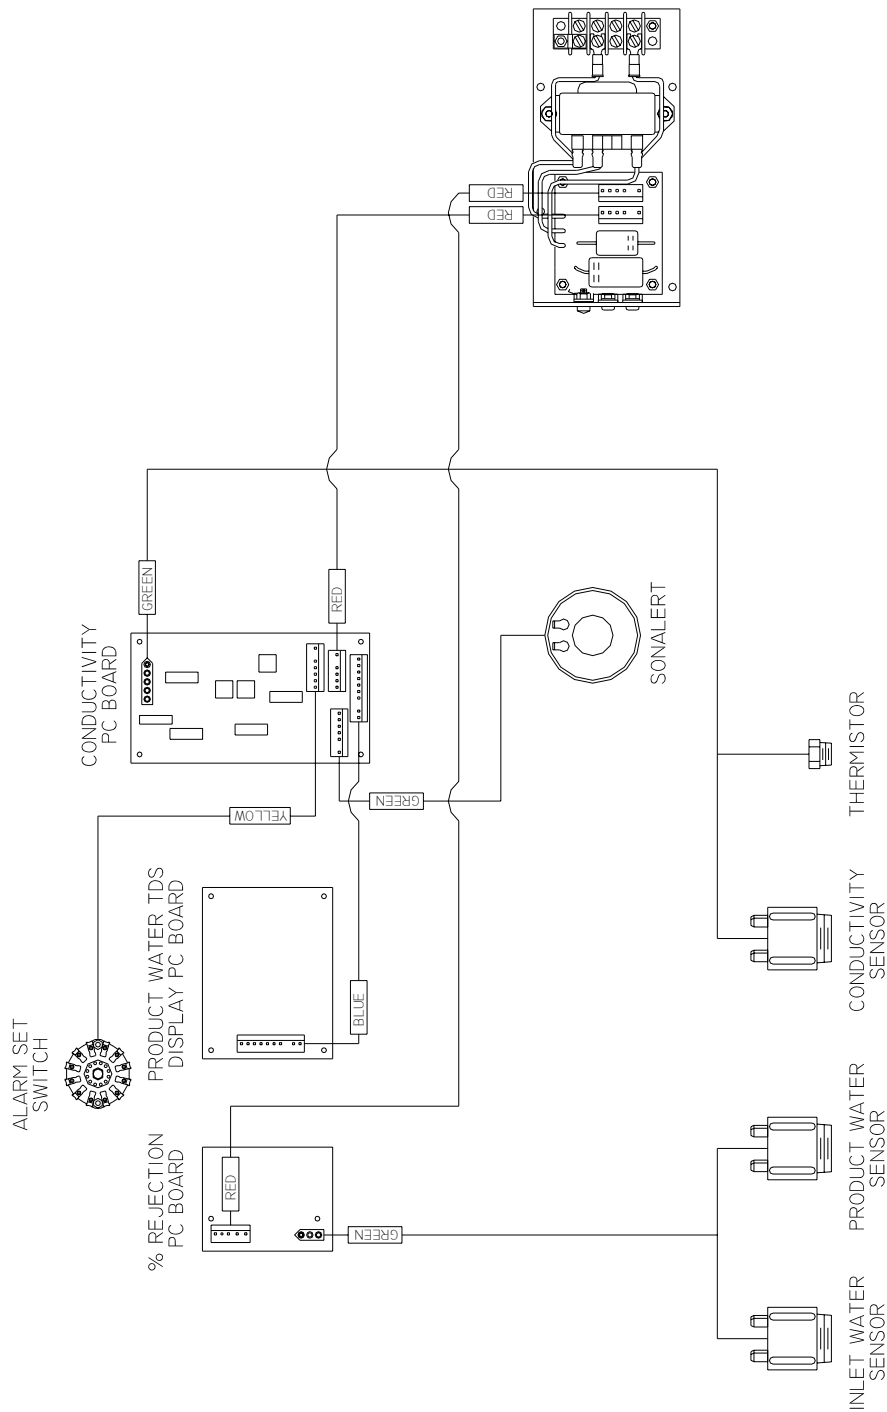 RED
RED
GREEN
RED
CONDUCTIVITY
PC BOARD
SONALERT
YELLOW
GREEN
THERMISTOR
PRODUCT WATER TDS
DISPLAY PC BOARD
CONDUCTIVITY
SENSOR
BLUE
ALARM SET
SWITCH
% REJECTION
PC BOARD
RED
GREEN
PRODUCT WATER
SENSOR
INLET WATER
SENSOR